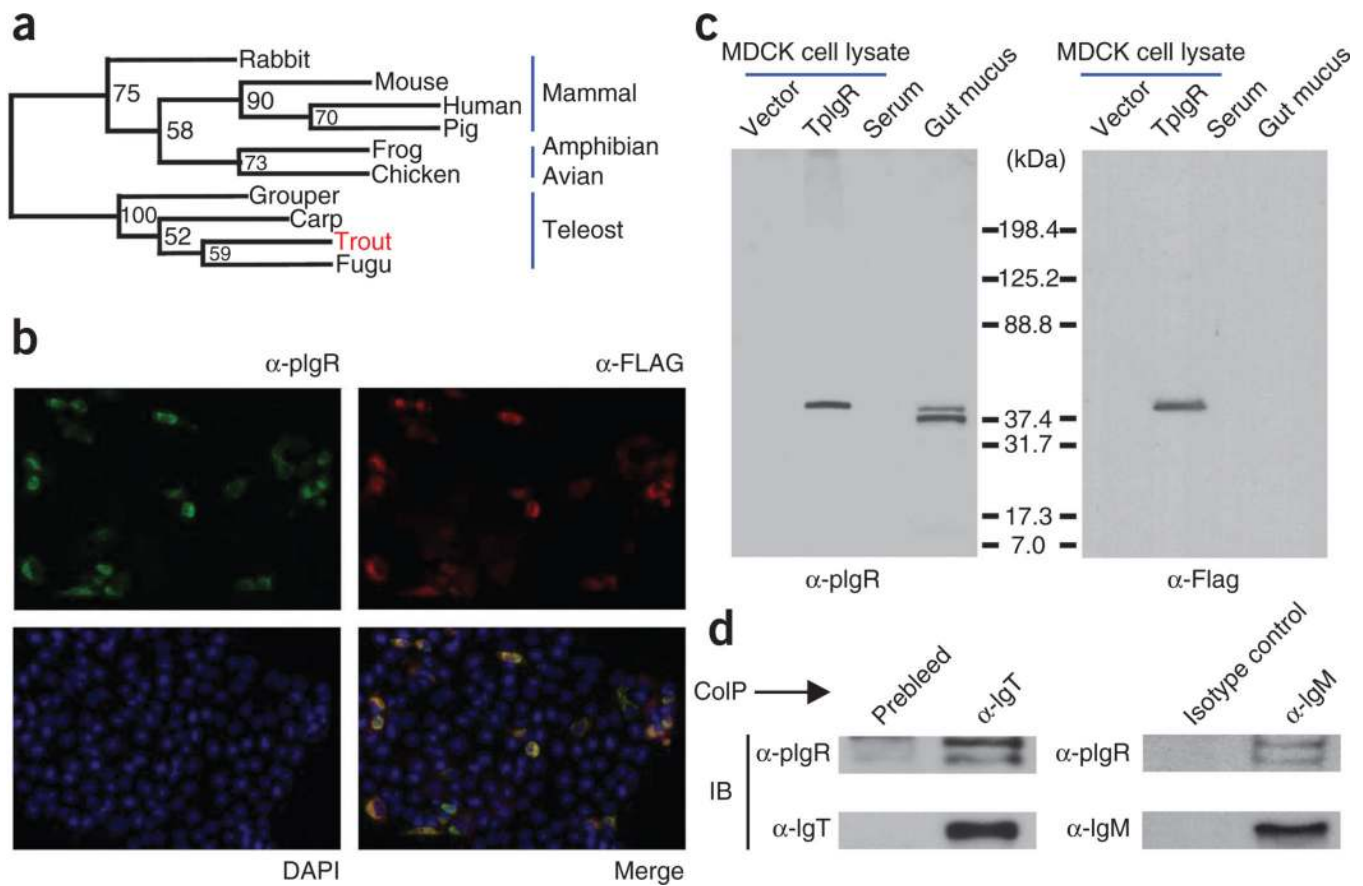 a
Rabbit
Mouse
Human
Pig
Frog
Chicken
Grouper
Carp
Trout
Fugu
75
90
70
58
73
100
52
59
Mammal
Amphibian
Avian
Teleost
b
α-pIgR
α-FLAG
DAPI
Merge
c
MDCK cell lysate
Vector
TpIgR
Serum
Gut mucus
MDCK cell lysate
Vector
TpIgR
Serum
Gut mucus
(kDa)
198.4
125.2
88.8
37.4
31.7
17.3
7.0
α-pIgR
α-Flag
d
CoIP
Prebleed
α-IgT
Isotype control
α-IgM
IB
α-pIgR
α-IgT
α-pIgR
α-IgM